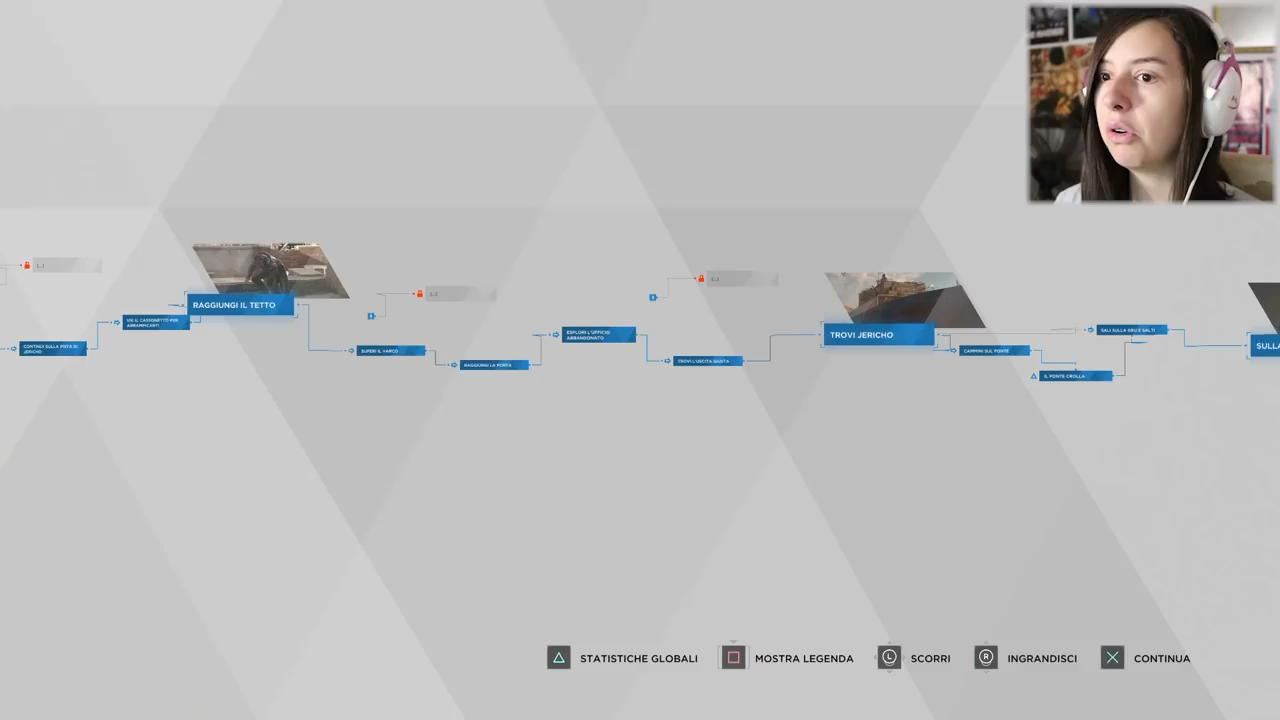 RAGGIUNGI IL TETTO
USI IL CASSONETTO PER
ARRAMPICARTI
CONTINUI SULLA PISTA DI
JERICHO
SUPERI IL VARCO
RAGGIUNGI LA PORTA
ESPLORI L'UFFICIO
ABBANDONATO
TROVI L'USCITA GIUSTA
TROVI JERICHO
CAMMINI SUL PONTE
IL PONTE CROLLA
SALI SULLA GRU E SALTI
SULLA
STATISTICHE GLOBALI
MOSTRA LEGENDA
L
SCORRI
R
INGRANDISCI
CONTINUA